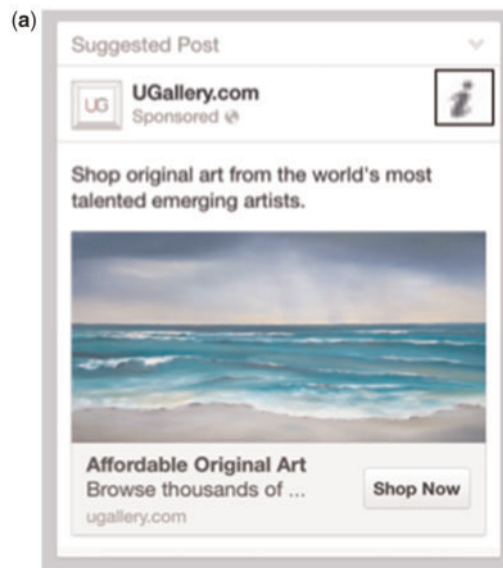 (a)
Suggested Post
UG
UGallery.com
Sponsored
i
Shop original art from the world's most
talented emerging artists.
Affordable Original Art
Browse thousands of ...
Shop Now
ugallery.com